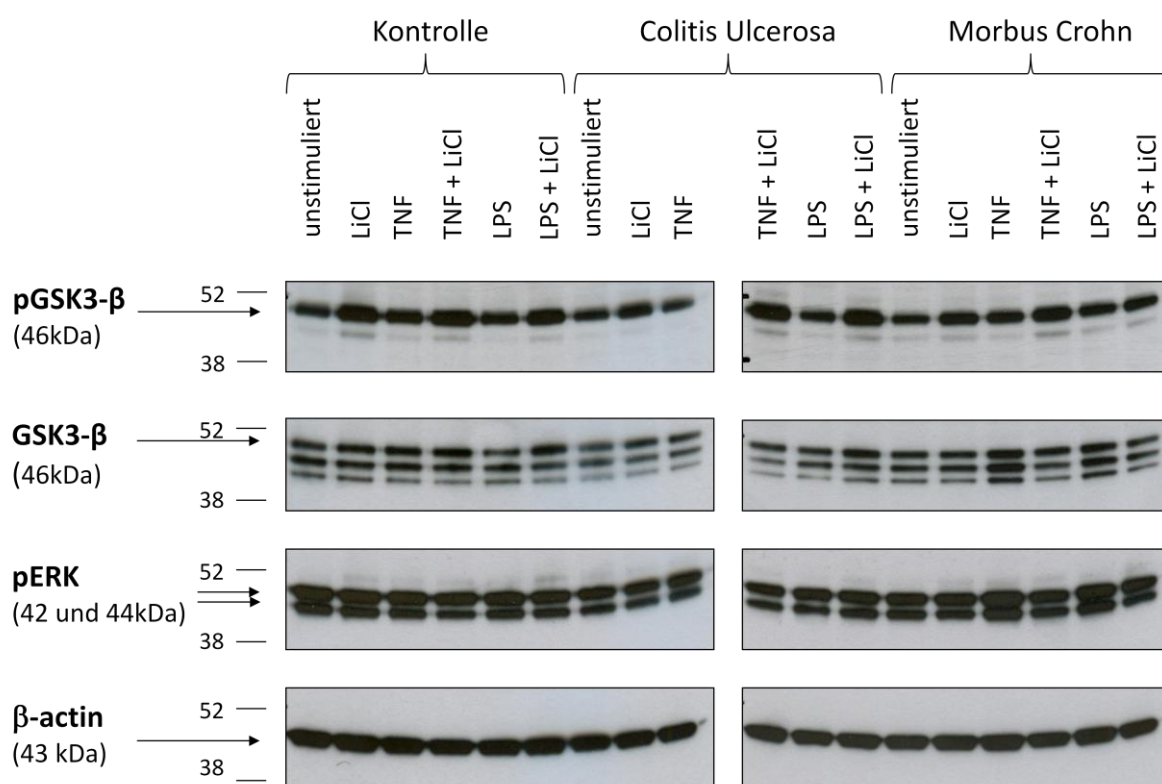 Kontrolle
Colitis Ulcerosa
Morbus Crohn
unstimuliert
LiCl
TNF
TNF + LiCl
LPS
LPS + LiCl
unstimuliert
LiCl
TNF
TNF + LiCl
LPS
LPS + LiCl
unstimuliert
LiCl
TNF
TNF + LiCl
LPS
LPS + LiCl
pGSK3-β
(46kDa)
52
38
GSK3-β
(46kDa)
52
38
pERK
(42 und 44kDa)
52
38
β-actin
(43 kDa)
52
38